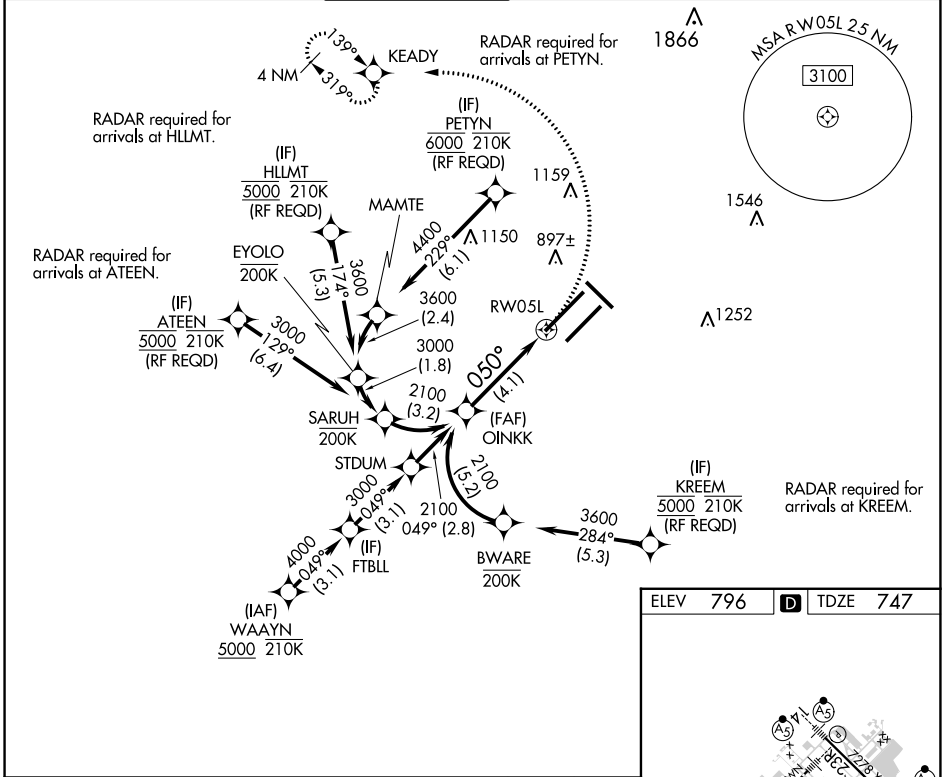 1866
MSA RW05L 25 NM
3100
139°
319°
4 NM
KEADY
RADAR required for
arrivals at PETYN.
RADAR required for
arrivals at HLLMT.
(IF)
PETYN
6000 210K
(RF REQD)
(IF)
HLLMT
5000 210K
(RF REQD)
1159
1546
MAMTE
4400
229°
(6.1)
1150
897±
RADAR required for
arrivals at ATEEN.
EYOLO
200K
3600
174°
(5.3)
(IF)
ATEEN
5000 210K
(RF REQD)
3000
129°
(6.4)
3600
(2.4)
RW05L
1252
3000
(1.8)
050°
(4.1)
2100
(3.2)
SARUH
200K
(FAF)
OINKK
STDUM
2100
(5.2)
3000
049°
(3.1)
2100
049° (2.8)
(IF)
KREEM
5000 210K
(RF REQD)
RADAR required for
arrivals at KREEM.
3600
284°
(5.3)
(IF)
FTBLL
BWARE
200K
4000
049°
(3.1)
(IAF)
WAAYN
5000 210K
ELEV 796 D TDZE 747
A5
A5
14
P
23R
7278